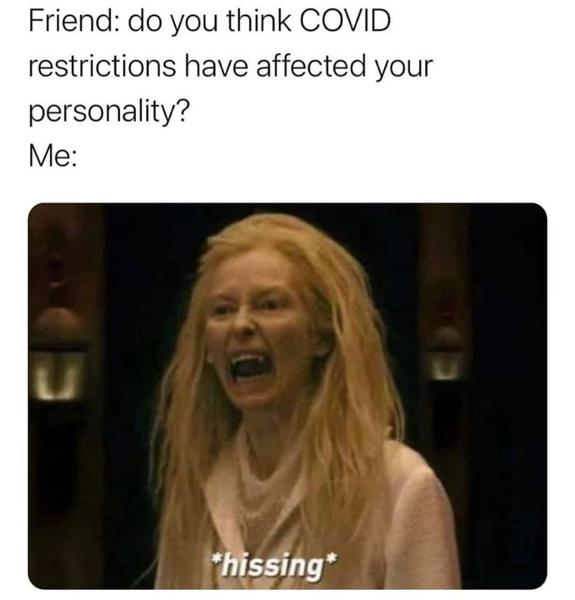 Friend: do you think COVID
restrictions have affected your
personality?
Me:
*hissing*